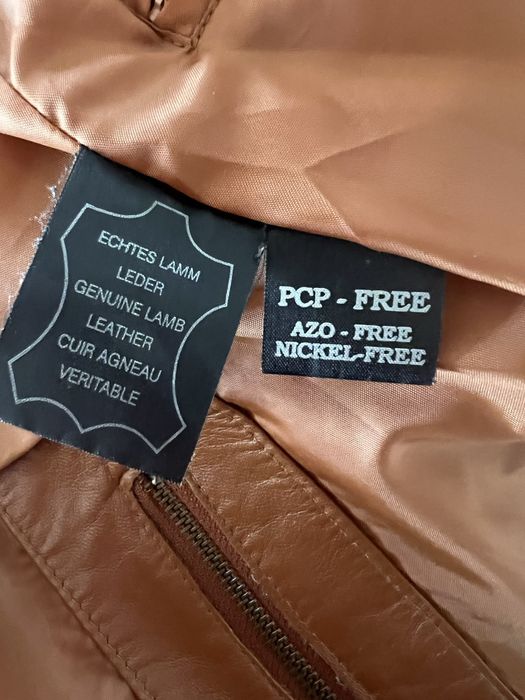 ECHTES LAMM
LEDER
GENUINE LAMB
LEATHER
CUIR AGNEAU
VERITABLE
PCP - FREE
AZO - FREE
NICKEL-FREE